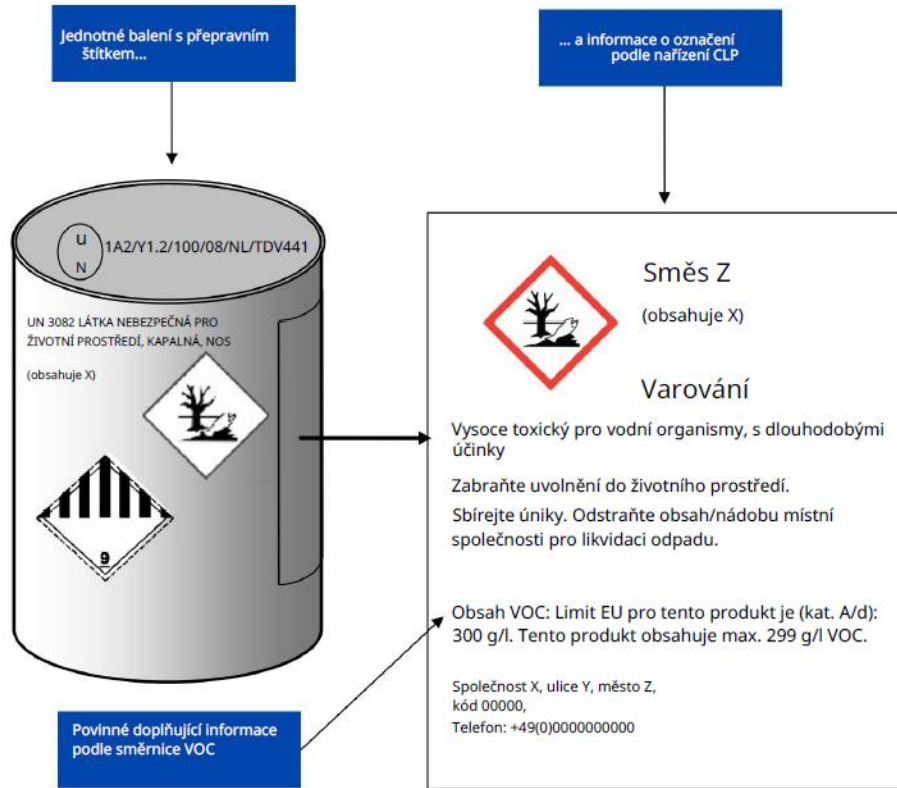 Jednotné balení s přepravním
štítkem...
... a informace o označení
podle nařízení CLP
u
N
1A2/Y1.2/100/08/NL/TDV441
UN 3082 LÁTKA NEBEZPEČNÁ PRO
ŽIVOTNÍ PROSTŘEDÍ, KAPALNÁ, NOS
(obsahuje X)
9
Směs Z
(obsahuje X)
Varování
Vysoce toxický pro vodní organismy, s dlouhodobými
účinky
Zabraňte uvolnění do životního prostředí.
Sbírejte úniky. Odstraňte obsah/nádobu místní
společnosti pro likvidaci odpadu.
Obsah VOC: Limit EU pro tento produkt je (kat. A/d):
300 g/l. Tento produkt obsahuje max. 299 g/l VOC.
Společnost X, ulice Y, město Z,
kód 00000,
Telefon: +49(0)0000000000
Povinné doplňující informace
podle směrnice VOC